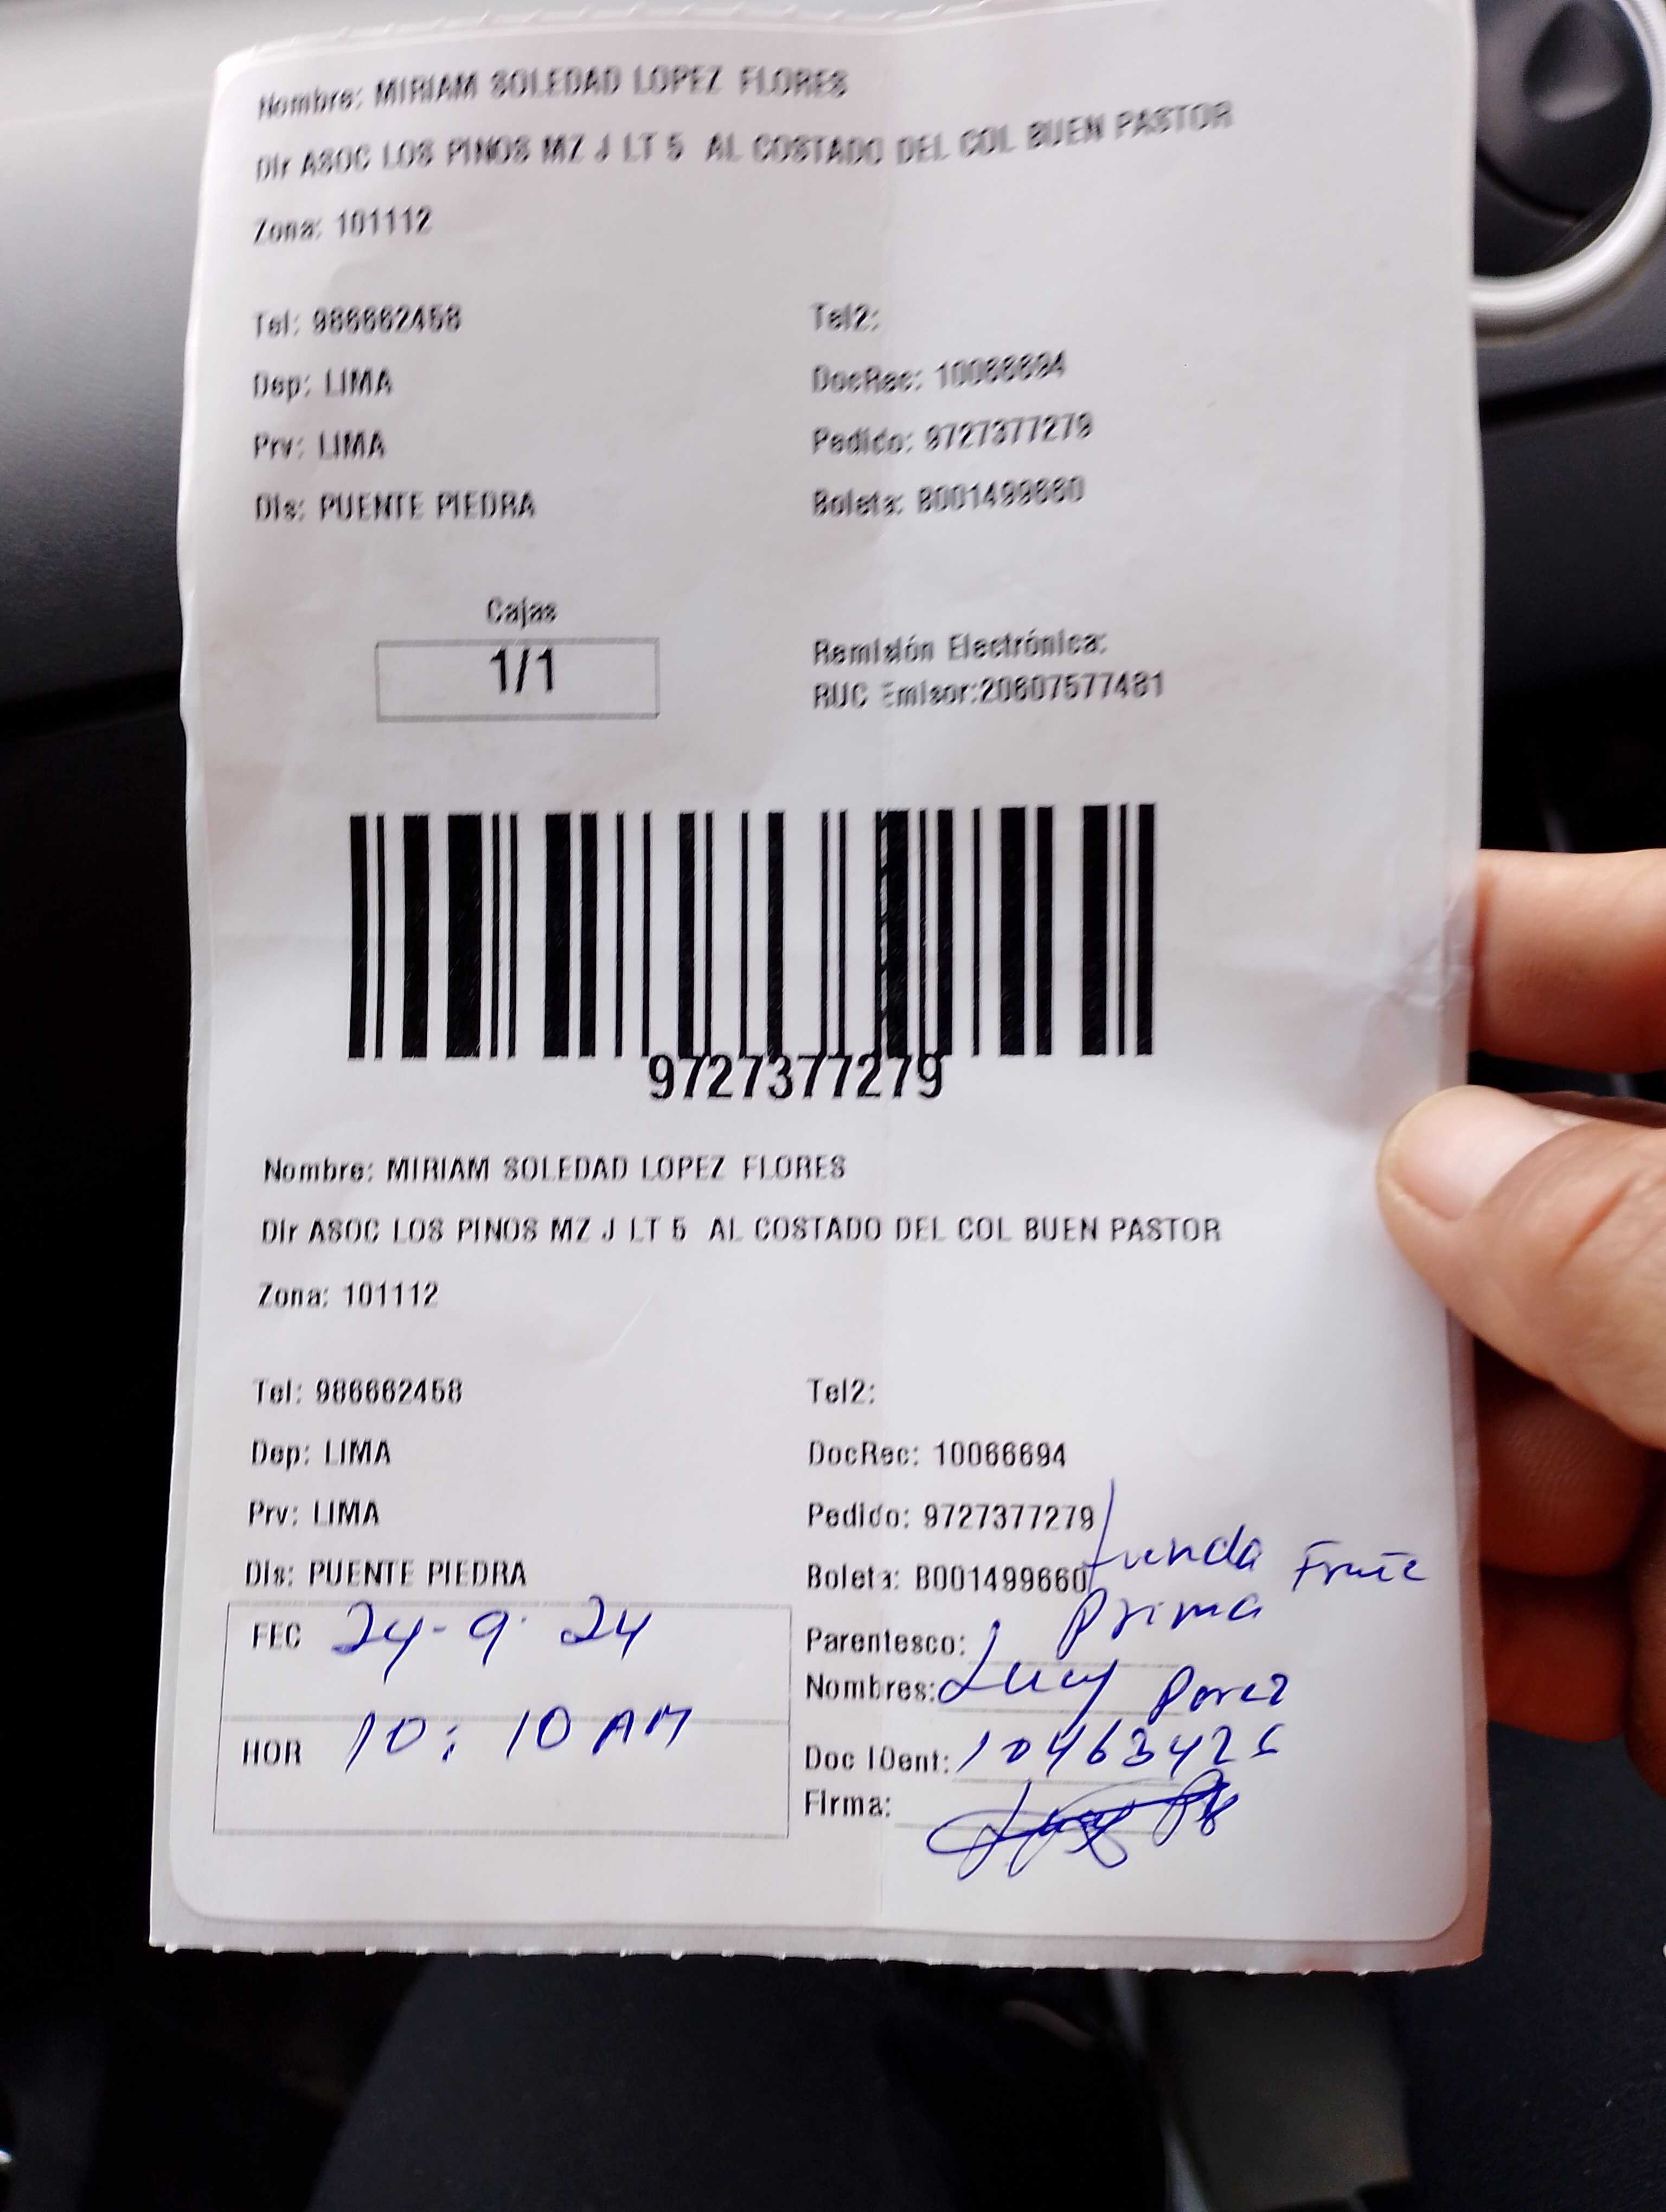 Nombre: MIRIAM SOLEDAD LOPEZ FLORES
Dir ASOC LOS PINOS MZ J LT 5 AL COSTADO DEL COL BUEN PASTOR
Zona: 101112
Tel: 986662458 Tel2:
Dep: LIMA DocRec: 10066694
Prv: LIMA Pedido: 9727377279
Dis: PUENTE PIEDRA Boleta: B001499660
Cajas
1/1
Remisión Electrónica:
RUC Emisor:20607577481
9727377279
Nombre: MIRIAM SOLEDAD LOPEZ FLORES
Dir ASOC LOS PINOS MZ J LT 5 AL COSTADO DEL COL BUEN PASTOR
Zona: 101112
Tel: 986662458 Tel2:
Dep: LIMA DocRec: 10066694
Prv: LIMA Pedido: 9727377279
Dis: PUENTE PIEDRA Boleta: B001499660
FEC 24-9-24
HOR 10:10 AM
Parentesco: prima
Nombres: Lucy Perez
Doc IDent:
Firma: